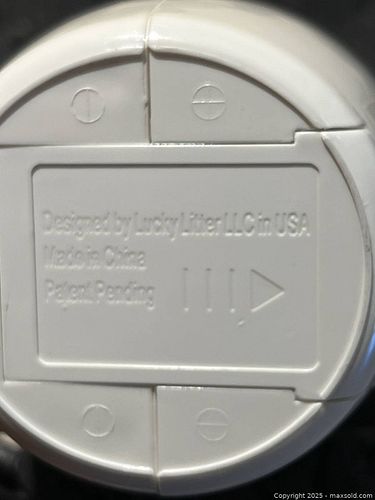 Designed by Lucky Litter LLC in USA
Made in China
Patent Pending
Copyright 2025 - maxsold.com